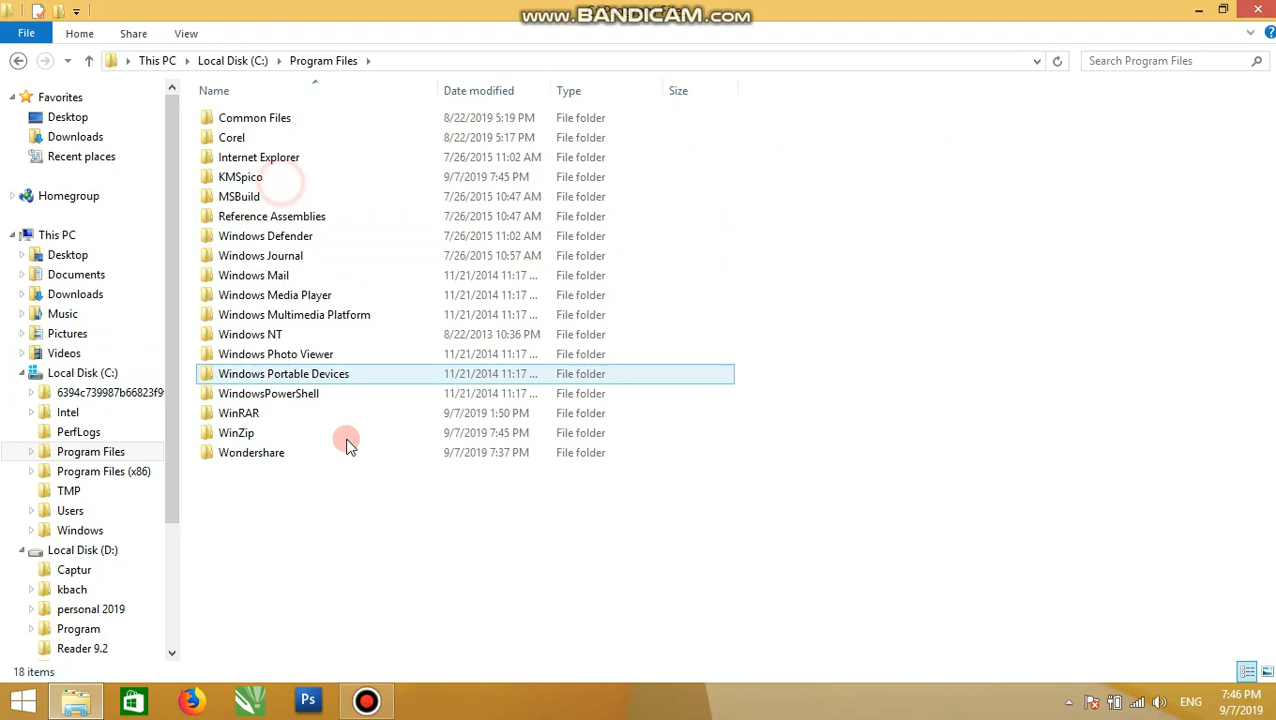 www.BANDICAM.com
File
Home
Share
View
This PC
Local Disk (C:)
Program Files
Search Program Files
Name
Date modified
Type
Size
Favorites
Desktop
Downloads
Recent places
Homegroup
This PC
Desktop
Documents
Downloads
Music
Pictures
Videos
Local Disk (C:)
6394c739987b66823f9
Intel
PerfLogs
Program Files
Program Files (x86)
TMP
Users
Windows
Local Disk (D:)
Captur
kbach
personal 2019
Program
Reader 9.2
Common Files 8/22/2019 5:19 PM File folder
Corel 8/22/2019 5:17 PM File folder
Internet Explorer 7/26/2015 11:02 AM File folder
KMSpico 9/7/2019 7:45 PM File folder
MSBuild 7/26/2015 10:47 AM File folder
Reference Assemblies 7/26/2015 10:47 AM File folder
Windows Defender 7/26/2015 11:02 AM File folder
Windows Journal 7/26/2015 10:57 AM File folder
Windows Mail 11/21/2014 11:17 ... File folder
Windows Media Player 11/21/2014 11:17 ... File folder
Windows Multimedia Platform 11/21/2014 11:17 ... File folder
Windows NT 8/22/2013 10:36 PM File folder
Windows Photo Viewer 11/21/2014 11:17 ... File folder
Windows Portable Devices 11/21/2014 11:17 ... File folder
WindowsPowerShell 11/21/2014 11:17 ... File folder
WinRAR 9/7/2019 1:50 PM File folder
WinZip 9/7/2019 7:45 PM File folder
Wondershare 9/7/2019 7:37 PM File folder
18 items
Ps
ENG
7:46 PM
9/7/2019